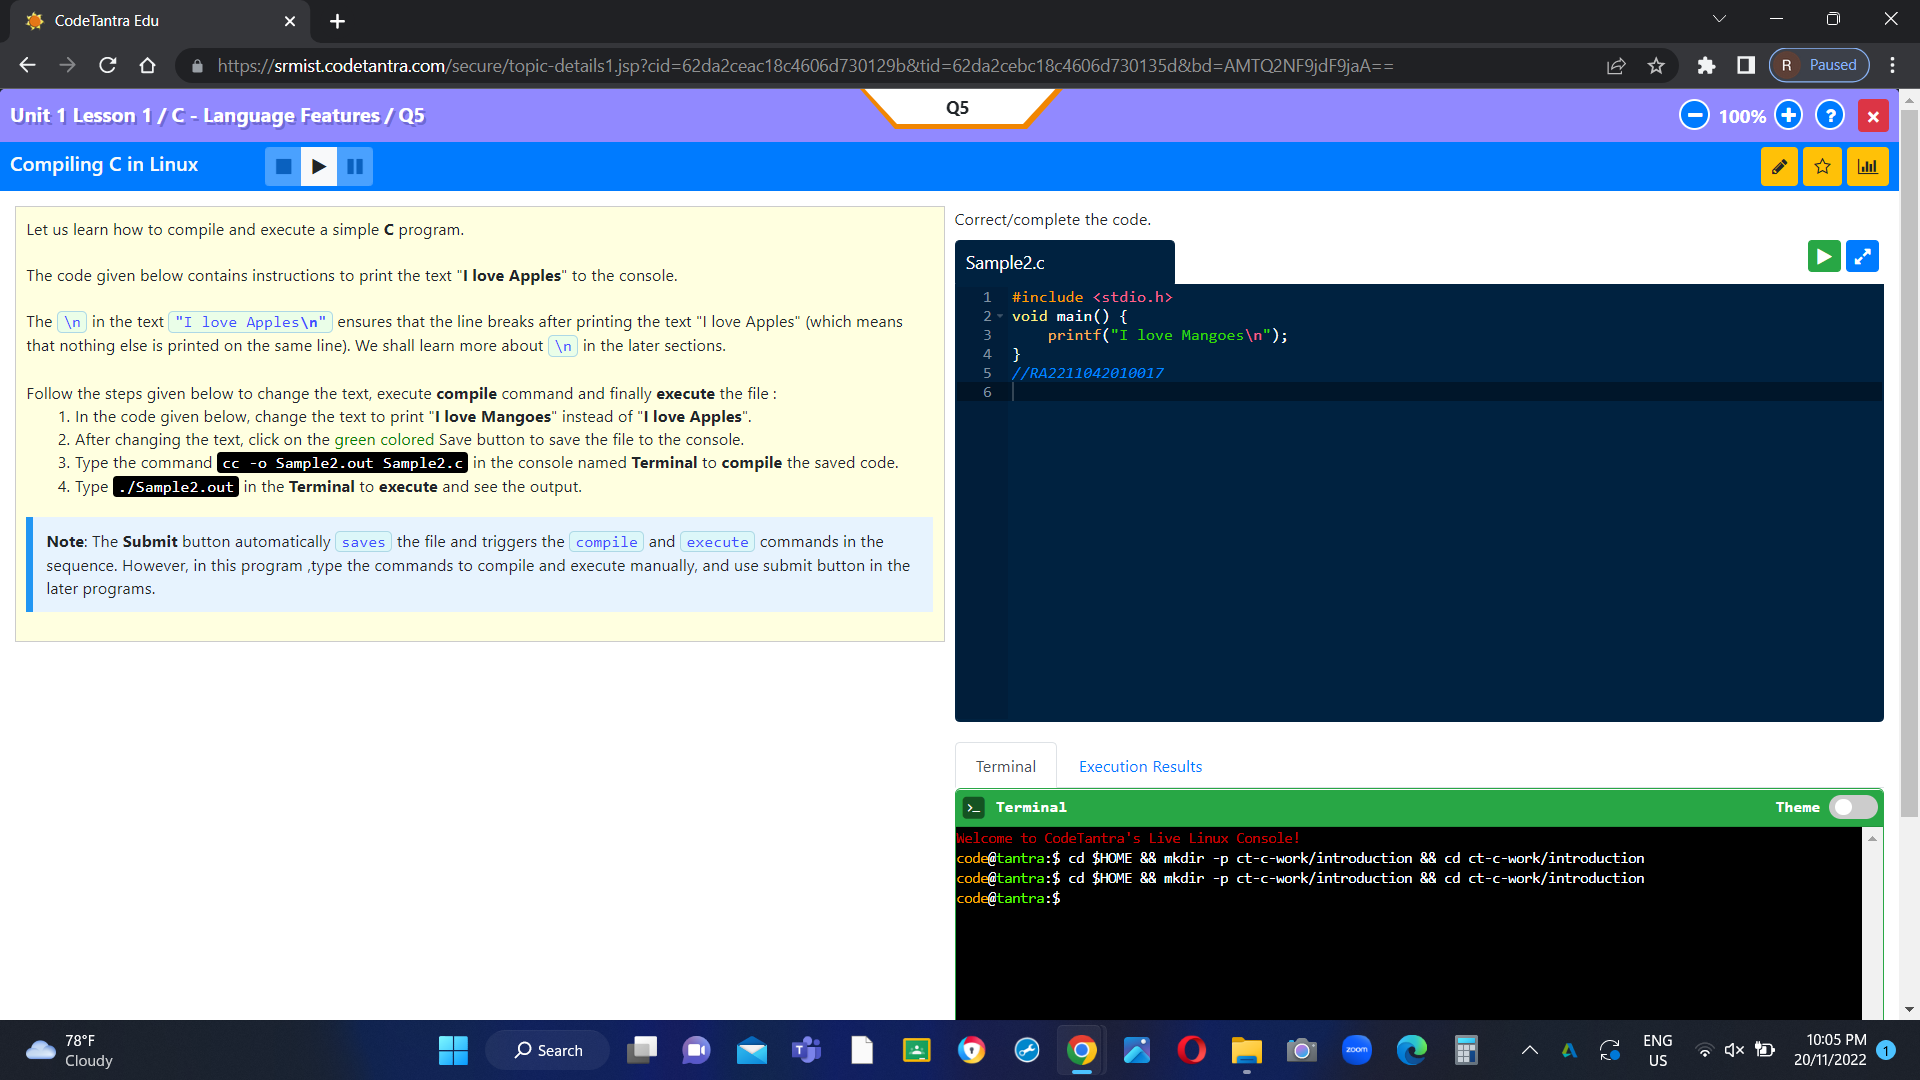 CodeTantra Edu
https://srmist.codetantra.com/secure/topic-details1.jsp?cid=62da2ceac18c4606d730129b&tid=62da2cebc18c4606d730135d&bd=AMTQ2NF9jdF9jaA==
R Paused
Unit 1 Lesson 1 / C - Language Features / Q5
Q5
100%
?
Compiling C in Linux
Let us learn how to compile and execute a simple C program.
The code given below contains instructions to print the text "I love Apples" to the console.
The \n in the text "I love Apples\n" ensures that the line breaks after printing the text "I love Apples" (which means
that nothing else is printed on the same line). We shall learn more about \n in the later sections.
Follow the steps given below to change the text, execute compile command and finally execute the file :
1. In the code given below, change the text to print "I love Mangoes" instead of "I love Apples".
2. After changing the text, click on the green colored Save button to save the file to the console.
3. Type the command cc -o Sample2.out Sample2.c in the console named Terminal to compile the saved code.
4. Type ./Sample2.out in the Terminal to execute and see the output.
Note: The Submit button automatically saves the file and triggers the compile and execute commands in the
sequence. However, in this program ,type the commands to compile and execute manually, and use submit button in the
later programs.
Correct/complete the code.
Sample2.c
1 #include <stdio.h>
2 void main() {
3 printf("I love Mangoes\n");
4 }
5 //RA2211042010017
6
Terminal
Execution Results
>_ Terminal
Theme
Welcome to CodeTantra's Live Linux Console!
code@tantra:$ cd $HOME && mkdir -p ct-c-work/introduction && cd ct-c-work/introduction
code@tantra:$ cd $HOME && mkdir -p ct-c-work/introduction && cd ct-c-work/introduction
code@tantra:$
78°F
Cloudy
Search
zoom
ENG
US
10:05 PM
20/11/2022
1